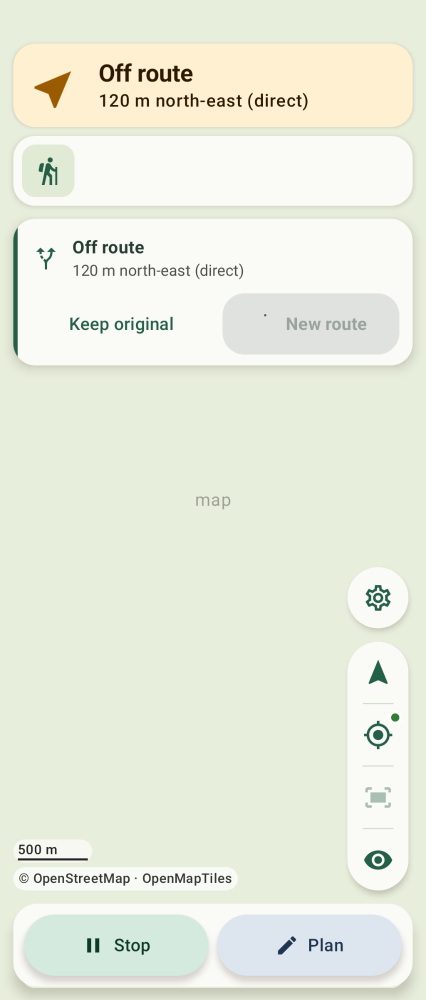 Off route
120 m north-east (direct)
Off route
120 m north-east (direct)
Keep original
New route
map
500 m
© OpenStreetMap · OpenMapTiles
Stop
Plan